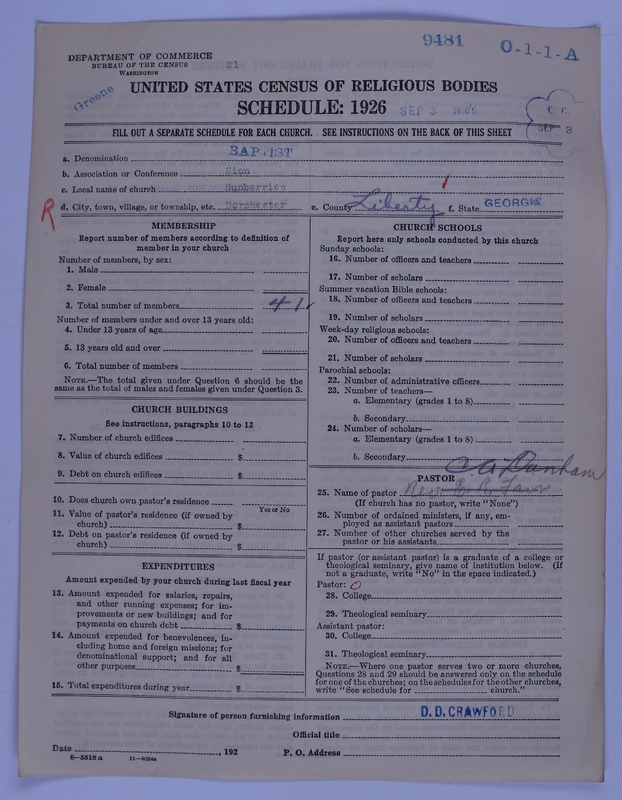 9481 O-1-1-A
DEPARTMENT OF COMMERCE
BUREAU OF THE CENSUS 21
WASHINGTON
Greene
UNITED STATES CENSUS OF RELIGIOUS BODIES
SCHEDULE: 1926 SEP 3
SEP 3
FILL OUT A SEPARATE SCHEDULE FOR EACH CHURCH. SEE INSTRUCTIONS ON THE BACK OF THIS SHEET
a. Denomination BAPTIST
b. Association or Conference Zion
c. Local name of church Sunberries
R d. City, town, village, or township, etc. Dorchester e. County Liberty f. State GEORGIA
MEMBERSHIP
Report number of members according to definition of
member in your church
Number of members, by sex:
1. Male
2. Female
3. Total number of members 41
Number of members under and over 13 years old:
4. Under 13 years of age
5. 13 years old and over
6. Total number of members
NOTE.—The total given under Question 6 should be the
same as the total of males and females given under Question 3.
CHURCH BUILDINGS
See instructions, paragraphs 10 to 12
7. Number of church edifices
8. Value of church edifices $
9. Debt on church edifices $
10. Does church own pastor's residence
Yes or No
11. Value of pastor's residence (if owned by
church) $
12. Debt on pastor's residence (if owned by
church) $
EXPENDITURES
Amount expended by your church during last fiscal year
13. Amount expended for salaries, repairs,
and other running expenses; for im-
provements or new buildings; and for
payments on church debt $
14. Amount expended for benevolences, in-
cluding home and foreign missions; for
denominational support; and for all
other purposes $
15. Total expenditures during year $
CHURCH SCHOOLS
Report here only schools conducted by this church
Sunday schools:
16. Number of officers and teachers
17. Number of scholars
Summer vacation Bible schools:
18. Number of officers and teachers
19. Number of scholars
Week-day religious schools:
20. Number of officers and teachers
21. Number of scholars
Parochial schools:
22. Number of administrative officers
23. Number of teachers—
a. Elementary (grades 1 to 8)
b. Secondary
24. Number of scholars—
a. Elementary (grades 1 to 8)
b. Secondary
C A Dunham
PASTOR
25. Name of pastor Rev.
(If church has no pastor, write "None")
26. Number of ordained ministers, if any, em-
ployed as assistant pastors
27. Number of other churches served by the
pastor or his assistants
If pastor (or assistant pastor) is a graduate of a college or
theological seminary, give name of institution below. (If
not a graduate, write "No" in the space indicated.)
Pastor: O
28. College
29. Theological seminary
Assistant pastor:
30. College
31. Theological seminary
NOTE.—Where one pastor serves two or more churches,
Questions 28 and 29 should be answered only on the schedule
for one of the churches; on the schedules for the other churches,
write "See schedule for church."
Signature of person furnishing information D. D. CRAWFORD
Official title
Date , 192 P. O. Address
8—5518 a 11—9054a